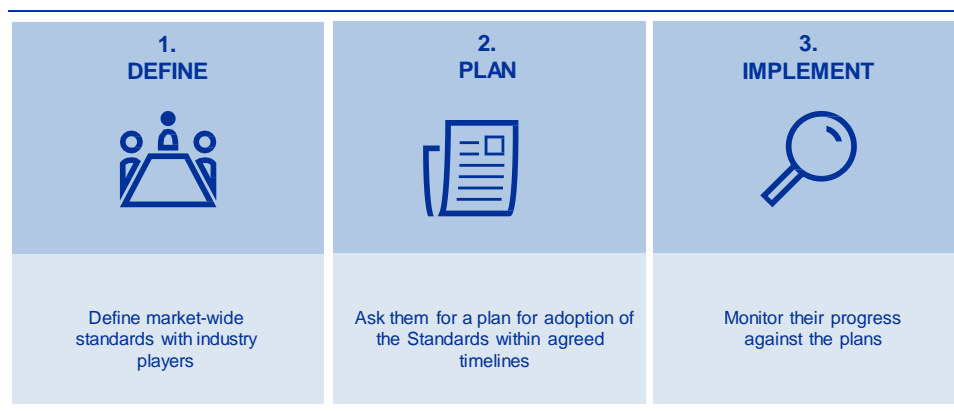 1.
DEFINE
Define market-wide
standards with industry
players
2.
PLAN
Ask them for a plan for adoption of
the Standards within agreed
timelines
3.
IMPLEMENT
Monitor their progress
against the plans